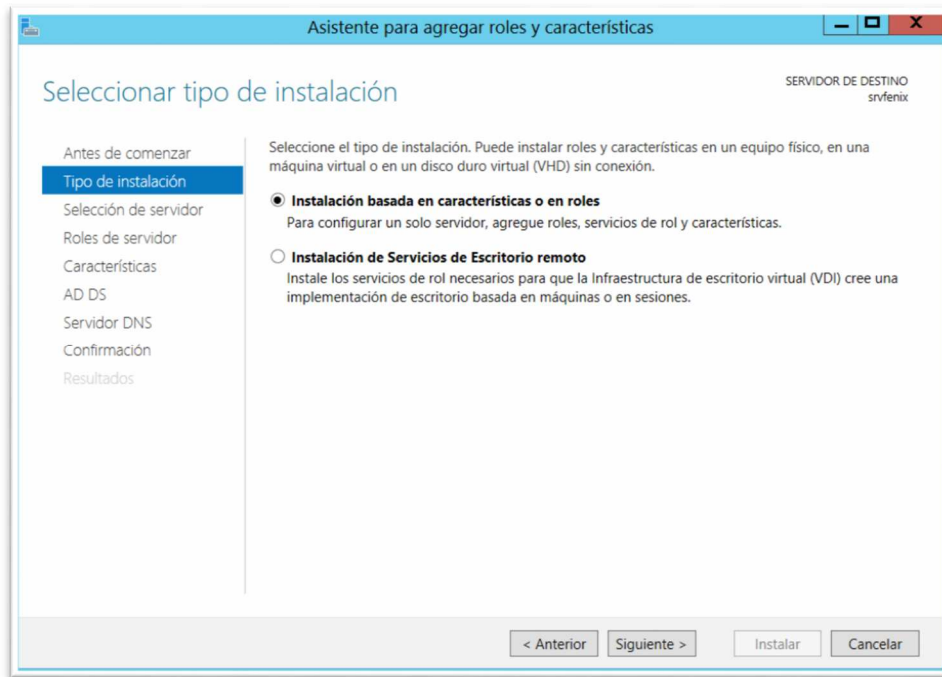 Asistente para agregar roles y características
Seleccionar tipo de instalación
SERVIDOR DE DESTINO
srvfenix
Antes de comenzar
Tipo de instalación
Selección de servidor
Roles de servidor
Características
AD DS
Servidor DNS
Confirmación
Resultados
Seleccione el tipo de instalación. Puede instalar roles y características en un equipo físico, en una
máquina virtual o en un disco duro virtual (VHD) sin conexión.
Instalación basada en características o en roles
Para configurar un solo servidor, agregue roles, servicios de rol y características.
Instalación de Servicios de Escritorio remoto
Instale los servicios de rol necesarios para que la Infraestructura de escritorio virtual (VDI) cree una
implementación de escritorio basada en máquinas o en sesiones.
< Anterior
Siguiente >
Instalar
Cancelar